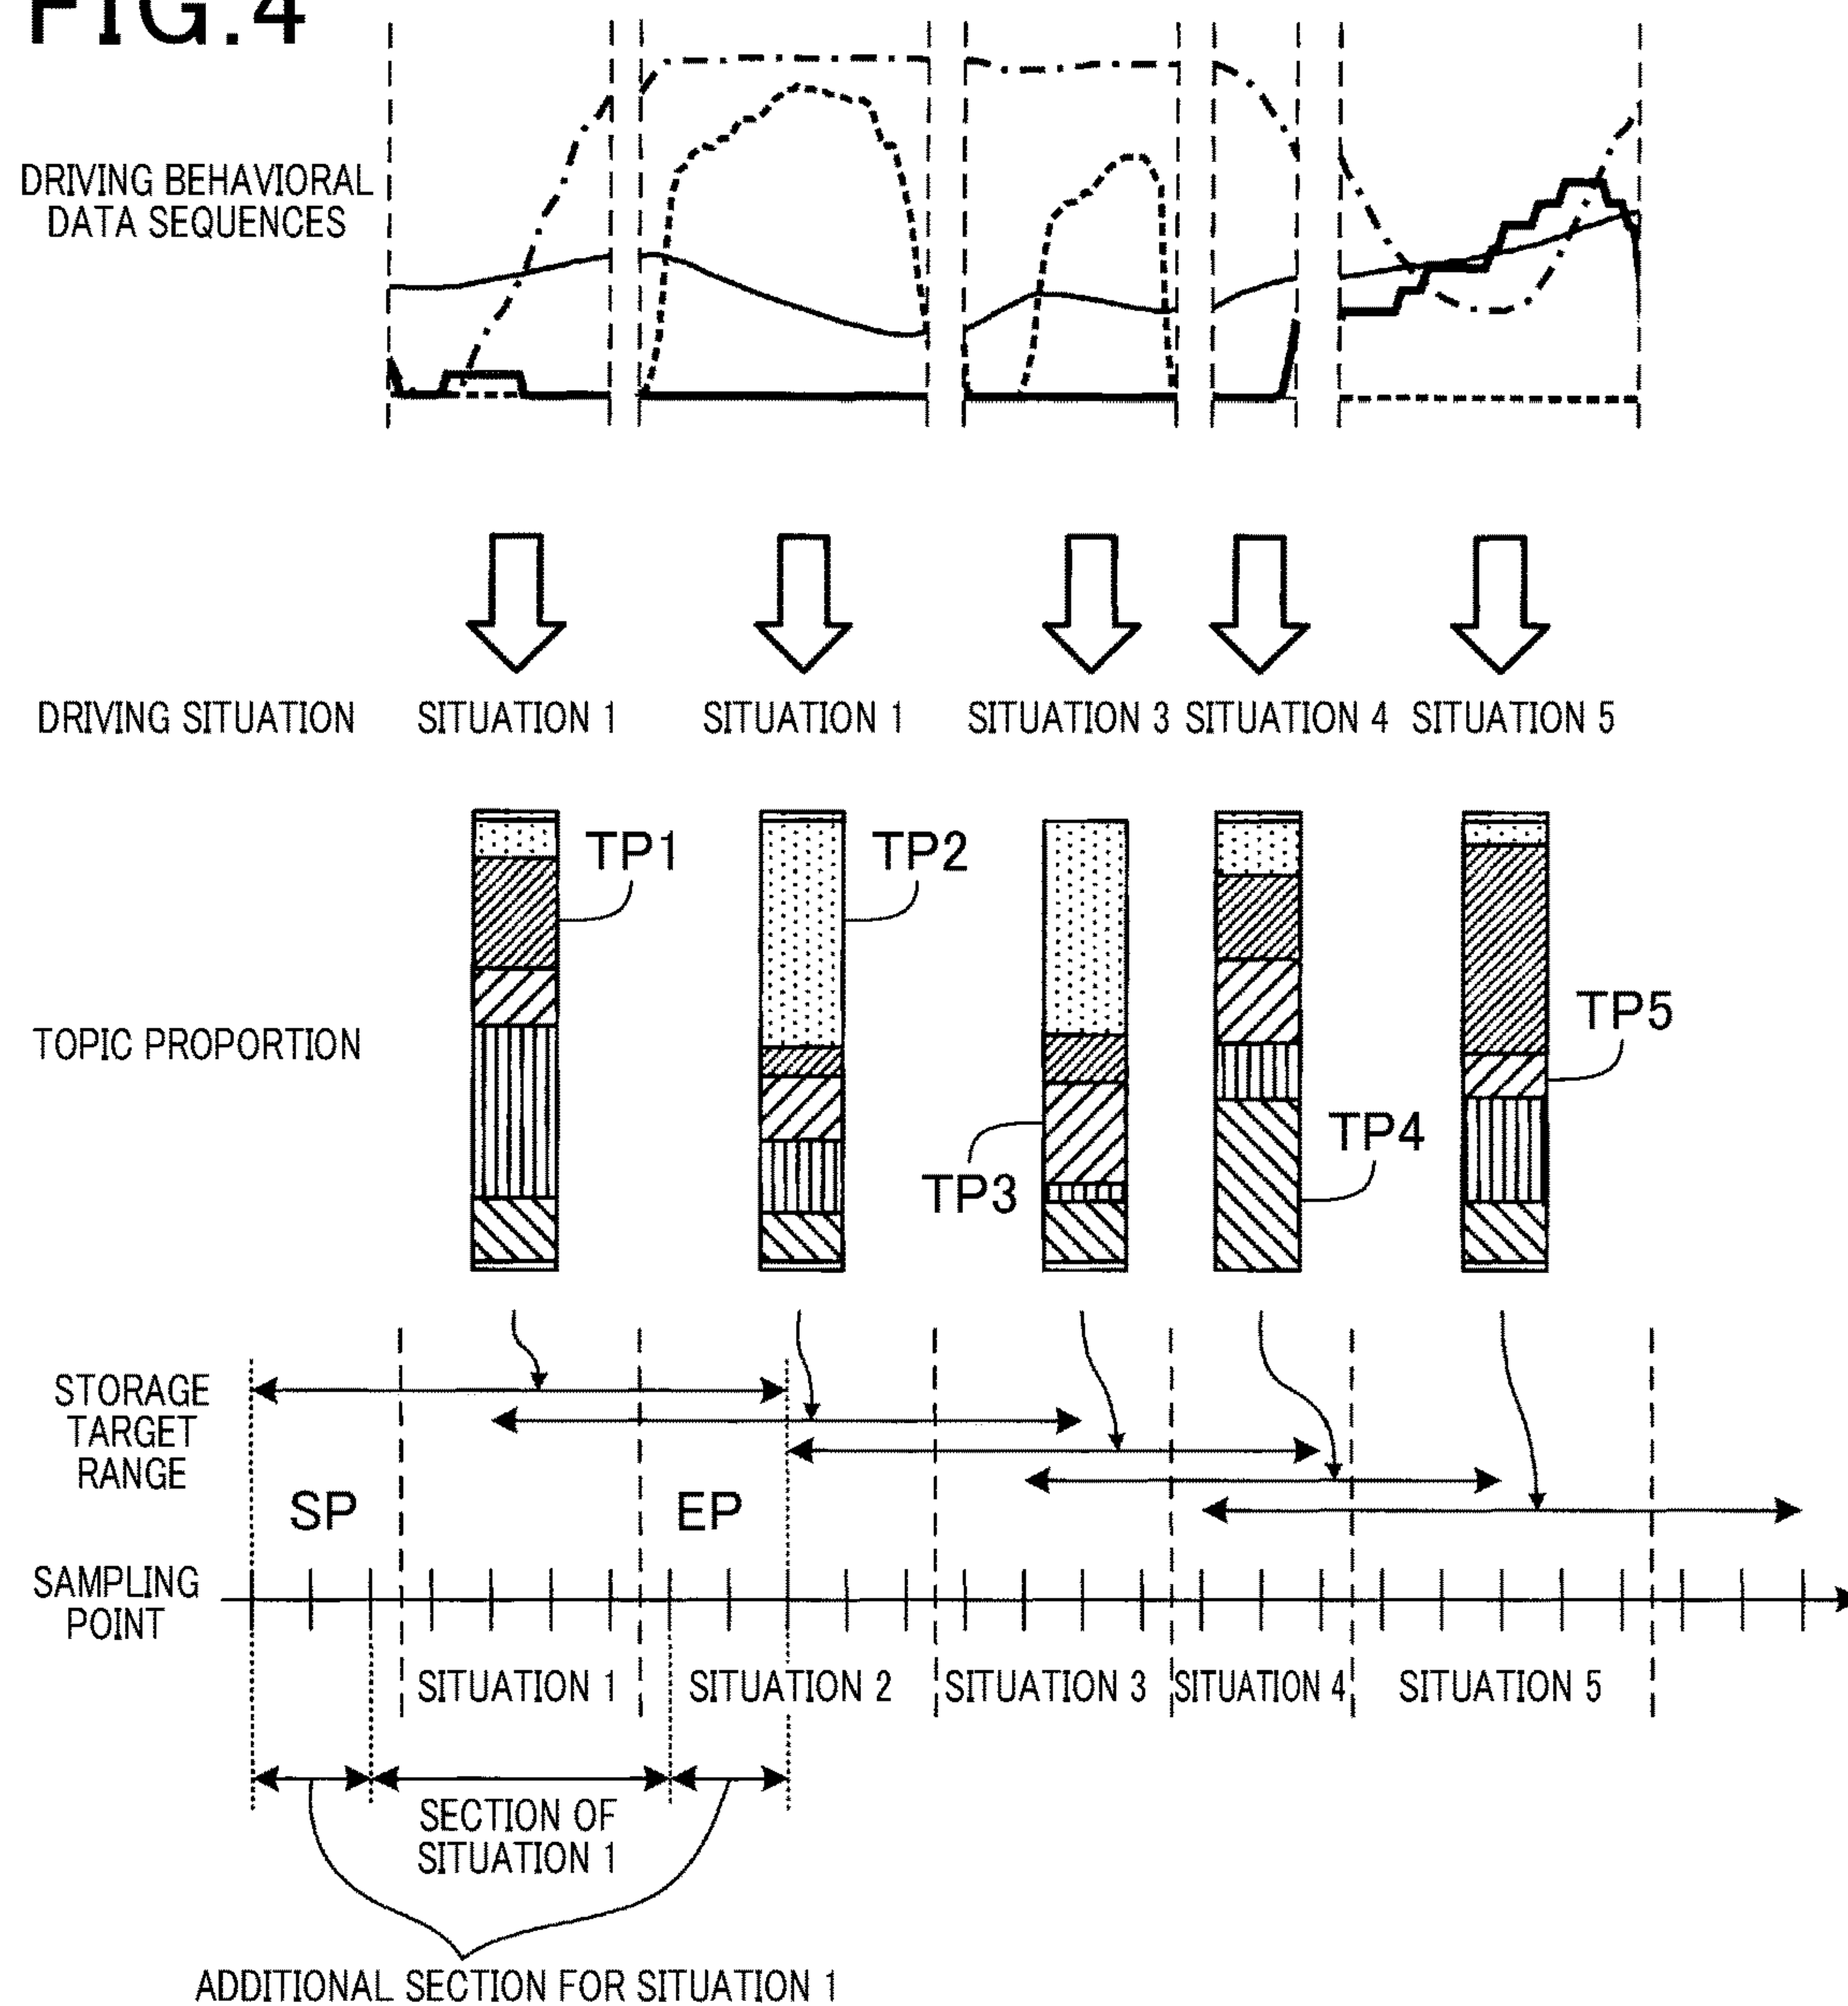 FIG.4
DRIVING BEHAVIORAL
DATA SEQUENCES
DRIVING SITUATION
SITUATION 1
SITUATION 1
SITUATION 3
SITUATION 4
SITUATION 5
TP1
TP2
TP5
TOPIC PROPORTION
TP4
TP3
STORAGE
TARGET
RANGE
SP
EP
SAMPLING
POINT
SITUATION 1
SITUATION 2
SITUATION 3
SITUATION 4
SITUATION 5
SECTION OF
SITUATION 1
ADDITIONAL SECTION FOR SITUATION 1